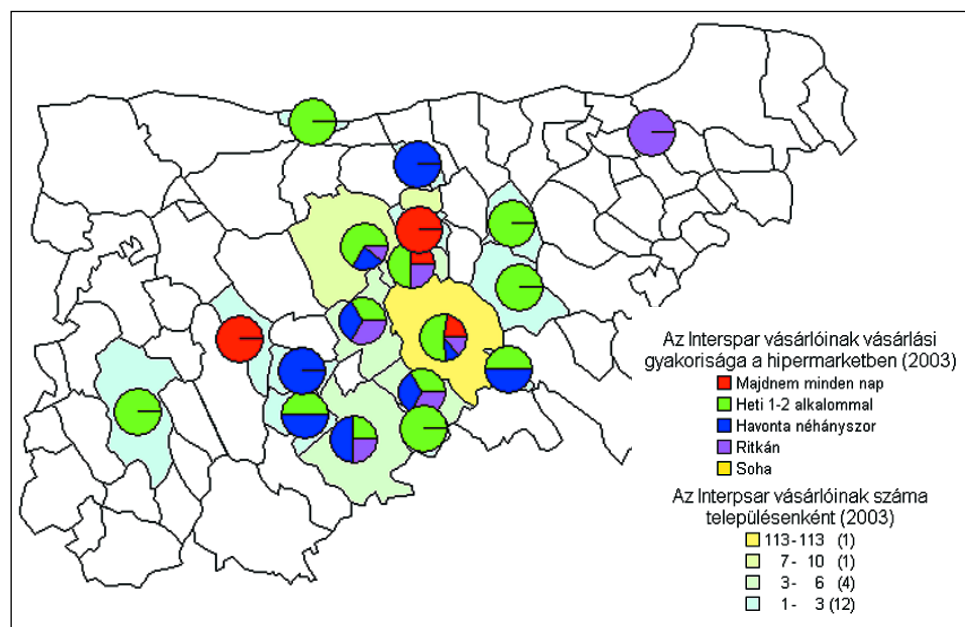 Az Interspar vásárlóinak vásárlási
gyakorisága a hipermarketben (2003)
Majdnem minden nap
Heti 1-2 alkalommal
Havonta néhányszor
Ritkán
Soha
Az Interpsar vásárlóinak száma
településenként (2003)
113 - 113 (1)
7 - 10 (1)
3 - 6 (4)
1 - 3 (12)